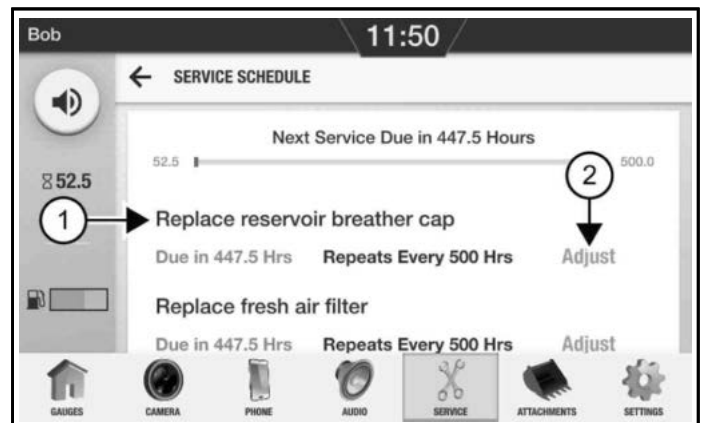 Bob
11:50
← SERVICE SCHEDULE
Next Service Due in 447.5 Hours
52.5 500.0
52.5
1
2
Replace reservoir breather cap
Due in 447.5 Hrs Repeats Every 500 Hrs Adjust
Replace fresh air filter
Due in 447.5 Hrs Repeats Every 500 Hrs Adjust
GAUGES CAMERA PHONE AUDIO SERVICE ATTACHMENTS SETTINGS